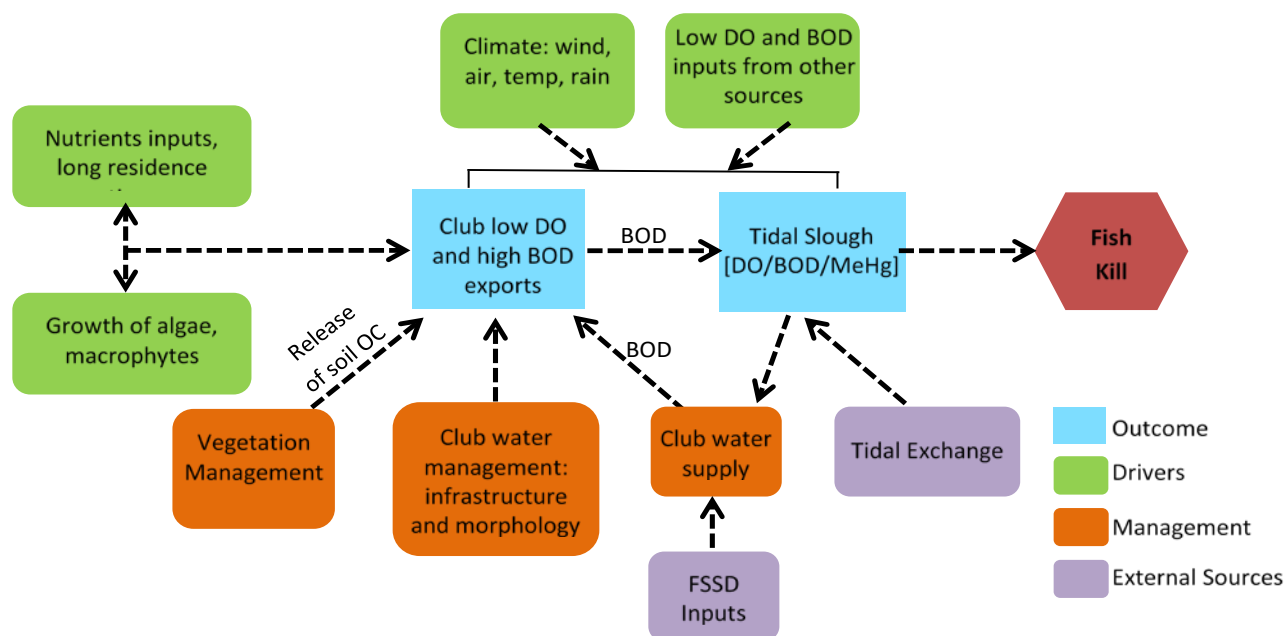 Climate: wind,
air, temp, rain
Low DO and BOD
inputs from other
sources
Nutrients inputs,
long residence
Club low DO
and high BOD
exports
BOD
Tidal Slough
[DO/BOD/MeHg]
Fish
Kill
Growth of algae,
macrophytes
Release
of soil OC
BOD
Vegetation
Management
Club water
management:
infrastructure
and morphology
Club water
supply
Tidal Exchange
FSSD
Inputs
Outcome
Drivers
Management
External Sources